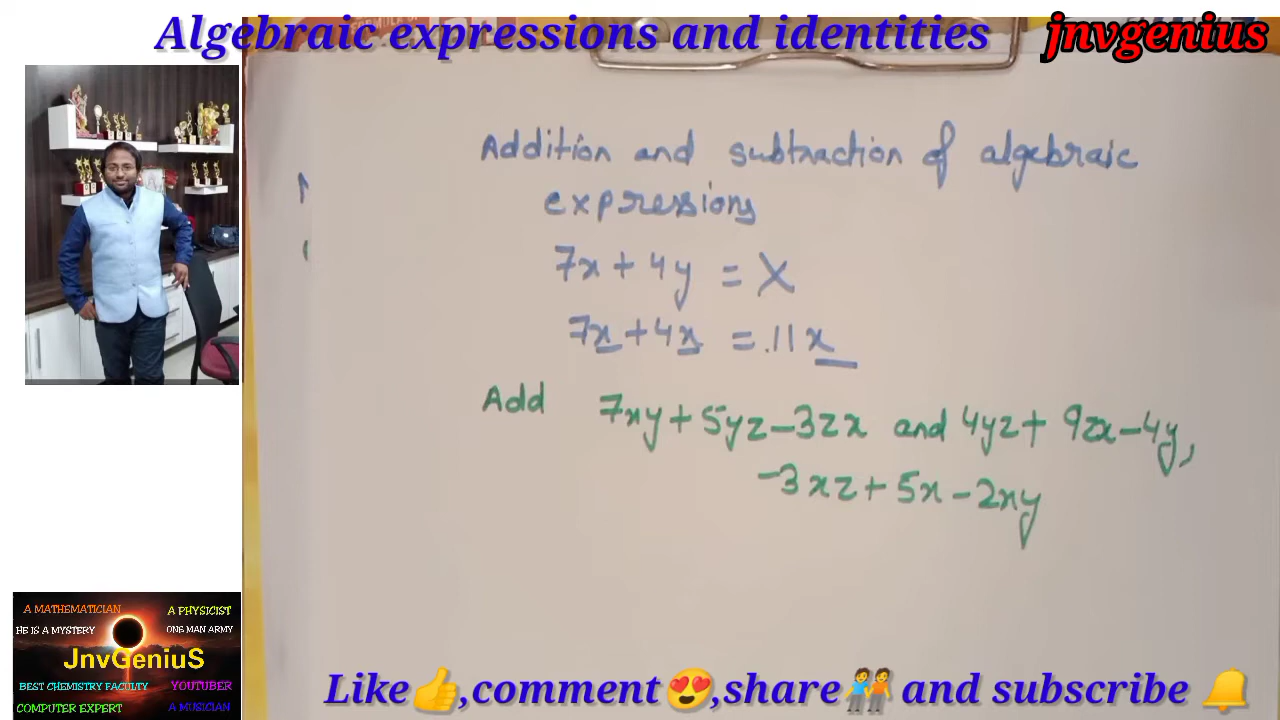 Algebraic expressions and identities jnvgenius
Addition and subtraction of algebraic
expressions
7x + 4y = X
7x + 4x = 11x
Add 7xy + 5yz - 3zx and 4yz + 9zx - 4y,
-3xz + 5x - 2xy
A MATHEMATICIAN A PHYSICIST
HE IS A MYSTERY ONE MAN ARMY
JnvGeniuS
BEST CHEMISTRY FACULTY YOUTUBER
COMPUTER EXPERT A MUSICIAN
Like👍,comment😍,share🧑‍🤝‍🧑 and subscribe 🔔